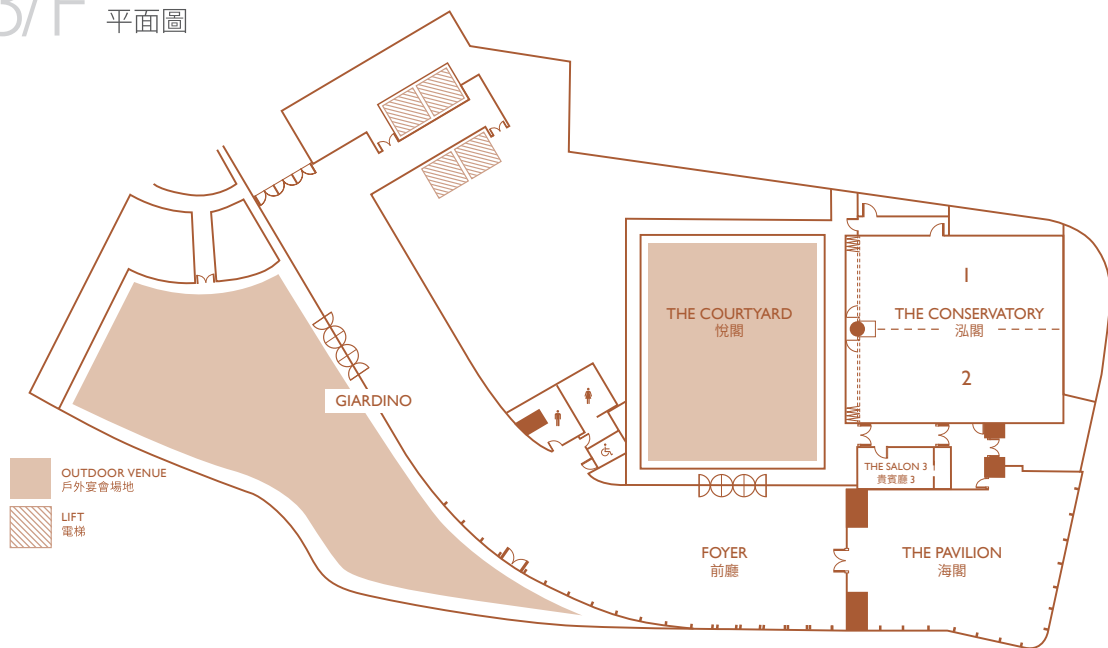 3/F 平面圖
THE COURTYARD
悅閣
1
THE CONSERVATORY
泓閣
2
GIARDINO
THE SALON 3
貴賓廳 3
OUTDOOR VENUE
戶外宴會場地
LIFT
電梯
FOYER
前廳
THE PAVILION
海閣